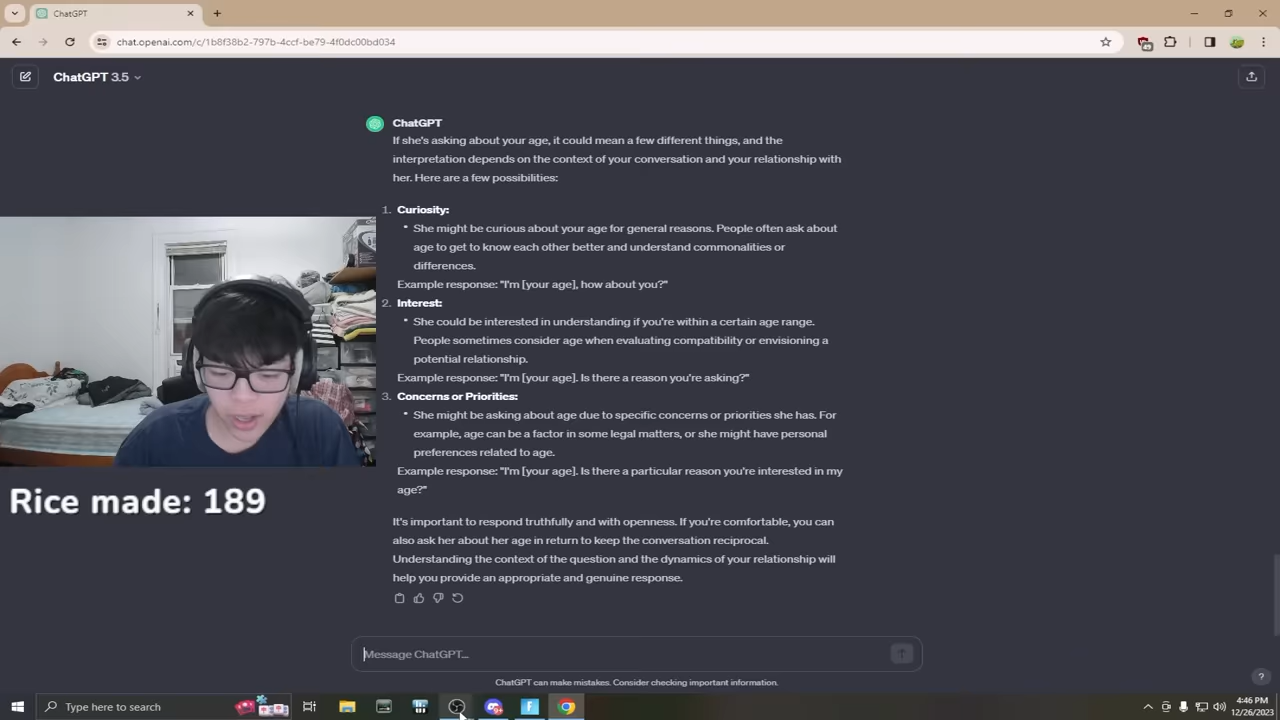 ChatGPT
chat.openai.com/c/1b8f38b2-797b-4ccf-be79-4f0dc00bd034
ChatGPT 3.5
ChatGPT
If she's asking about your age, it could mean a few different things, and the
interpretation depends on the context of your conversation and your relationship with
her. Here are a few possibilities:
1. Curiosity:
• She might be curious about your age for general reasons. People often ask about
age to get to know each other better and understand commonalities or
differences.
Example response: "I'm [your age], how about you?"
2. Interest:
• She could be interested in understanding if you're within a certain age range.
People sometimes consider age when evaluating compatibility or envisioning a
potential relationship.
Example response: "I'm [your age]. Is there a reason you're asking?"
3. Concerns or Priorities:
• She might be asking about age due to specific concerns or priorities she has. For
example, age can be a factor in some legal matters, or she might have personal
preferences related to age.
Example response: "I'm [your age]. Is there a particular reason you're interested in my
age?"
It's important to respond truthfully and with openness. If you're comfortable, you can
also ask her about her age in return to keep the conversation reciprocal.
Understanding the context of the question and the dynamics of your relationship will
help you provide an appropriate and genuine response.
Rice made: 189
Message ChatGPT...
ChatGPT can make mistakes. Consider checking important information.
?
Type here to search
4:46 PM
12/26/2023